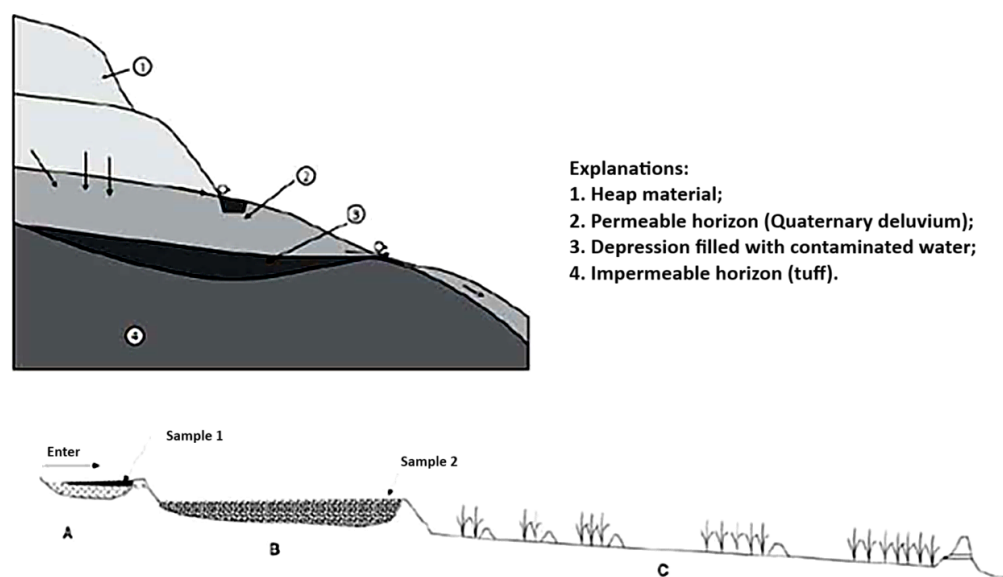 1
2
3
4
Explanations:
1. Heap material;
2. Permeable horizon (Quaternary deluvium);
3. Depression filled with contaminated water;
4. Impermeable horizon (tuff).
Sample 1
Enter
Sample 2
A
B
C